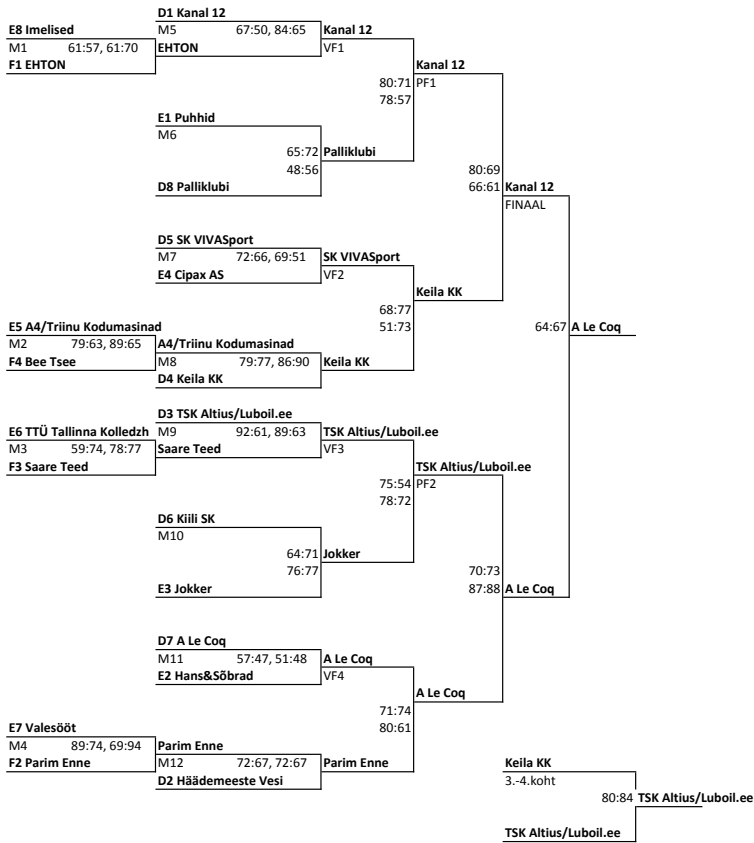 D1 Kanal 12
E8 Imelised M5 67:50, 84:65 Kanal 12
M1 61:57, 61:70 EHTON VF1
F1 EHTON Kanal 12
80:71 PF1
78:57
E1 Puhhid
M6
65:72 Palliklubi
48:56 80:69
D8 Palliklubi 66:61 Kanal 12
FINAAL
D5 SK VIVASport
M7 72:66, 69:51 SK VIVASport
E4 Cipax AS VF2
Keila KK
68:77
E5 A4/Triinu Kodumasinad 51:73 64:67 A Le Coq
M2 79:63, 89:65 A4/Triinu Kodumasinad
F4 Bee Tsee M8 79:77, 86:90 Keila KK
D4 Keila KK
D3 TSK Altius/Luboil.ee
E6 TTÜ Tallinna Kolledzh M9 92:61, 89:63 TSK Altius/Luboil.ee
M3 59:74, 78:77 Saare Teed VF3
F3 Saare Teed TSK Altius/Luboil.ee
75:54 PF2
78:72
D6 Kiili SK
M10
64:71 Jokker
76:77 70:73
E3 Jokker 87:88 A Le Coq
D7 A Le Coq
M11 57:47, 51:48 A Le Coq
E2 Hans&Sõbrad VF4
A Le Coq
71:74
E7 Valesööt 80:61
M4 89:74, 69:94 Parim Enne
F2 Parim Enne M12 72:67, 72:67 Parim Enne Keila KK
D2 Häädemeeste Vesi 3.-4.koht
80:84 TSK Altius/Luboil.ee
TSK Altius/Luboil.ee